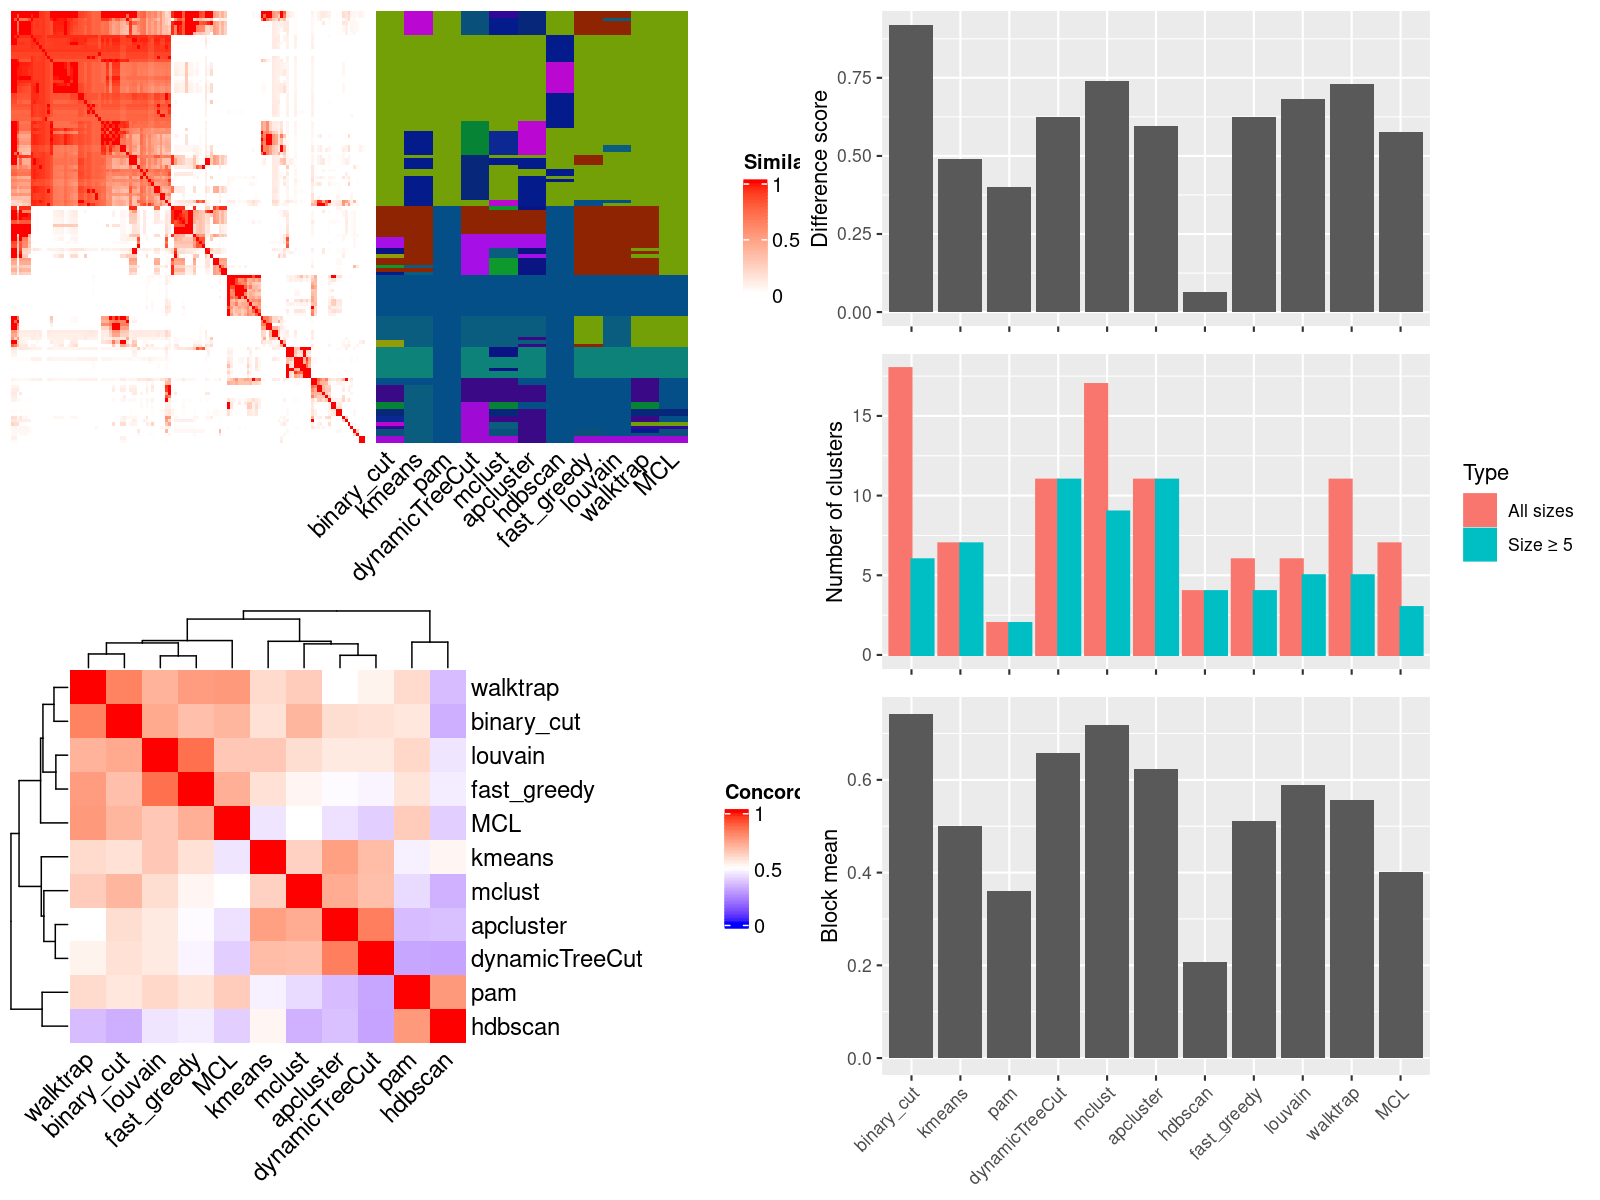 Simila
1
0.5
0
binary_cut
kmeans
pam
dynamicTreeCut
mclust
apcluster
hdbscan
fast_greedy
louvain
walktrap
MCL
Difference score
0.75
0.50
0.25
0.00
Number of clusters
15
10
5
0
Type
All sizes
Size ≥ 5
walktrap
binary_cut
louvain
fast_greedy
MCL
kmeans
mclust
apcluster
dynamicTreeCut
pam
hdbscan
walktrap
binary_cut
louvain
fast_greedy
MCL
kmeans
mclust
apcluster
dynamicTreeCut
pam
hdbscan
Concorc
1
0.5
0
Block mean
0.6
0.4
0.2
0.0
binary_cut
kmeans
pam
dynamicTreeCut
mclust
apcluster
hdbscan
fast_greedy
louvain
walktrap
MCL